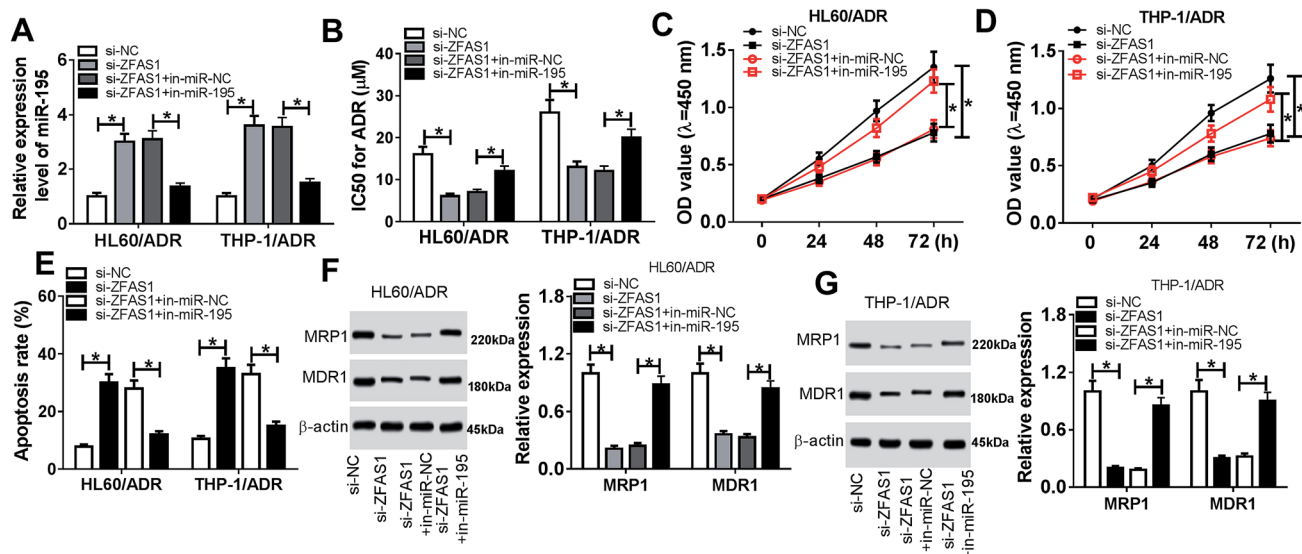 A
si-NC
si-ZFAS1
si-ZFAS1+in-miR-NC
si-ZFAS1+in-miR-195
Relative expression
level of miR-195
6
4
2
0
* * * *
HL60/ADR THP-1/ADR
B
si-NC
si-ZFAS1
si-ZFAS1+in-miR-NC
si-ZFAS1+in-miR-195
IC50 for ADR (µM)
40
30
20
10
0
* * * *
HL60/ADR THP-1/ADR
C
HL60/ADR
si-NC
si-ZFAS1
si-ZFAS1+in-miR-NC
si-ZFAS1+in-miR-195
OD value (λ=450 nm)
1.5
1.0
0.5
0.0
* *
0 24 48 72 (h)
D
THP-1/ADR
si-NC
si-ZFAS1
si-ZFAS1+in-miR-NC
si-ZFAS1+in-miR-195
OD value (λ=450 nm)
1.5
1.0
0.5
0.0
* *
0 24 48 72 (h)
E
si-NC
si-ZFAS1
si-ZFAS1+in-miR-NC
si-ZFAS1+in-miR-195
Apoptosis rate (%)
60
40
20
0
* * * *
HL60/ADR THP-1/ADR
F
HL60/ADR
MRP1 220kDa
MDR1 180kDa
β-actin 45kDa
si-NC
si-ZFAS1
si-ZFAS1
+in-miR-NC
si-ZFAS1
+in-miR-195
HL60/ADR
si-NC
si-ZFAS1
si-ZFAS1+in-miR-NC
si-ZFAS1+in-miR-195
Relative expression
1.8
1.2
0.6
0.0
* * * *
MRP1 MDR1
G
THP-1/ADR
MRP1 220kDa
MDR1 180kDa
β-actin 45kDa
si-NC
si-ZFAS1
si-ZFAS1
+in-miR-NC
si-ZFAS1
+in-miR-195
THP-1/ADR
si-NC
si-ZFAS1
si-ZFAS1+in-miR-NC
si-ZFAS1+in-miR-195
Relative expression
1.8
1.2
0.6
0.0
* * * *
MRP1 MDR1